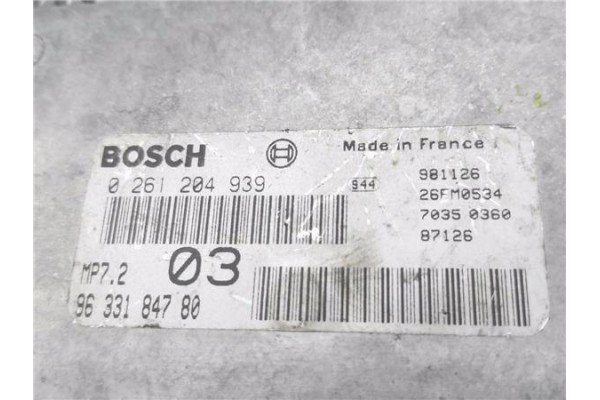 BOSCH Made in France
0 261 204 939 944 981126
26FM0534
7035 0360
87126
MP7.2 03
96 331 847 80